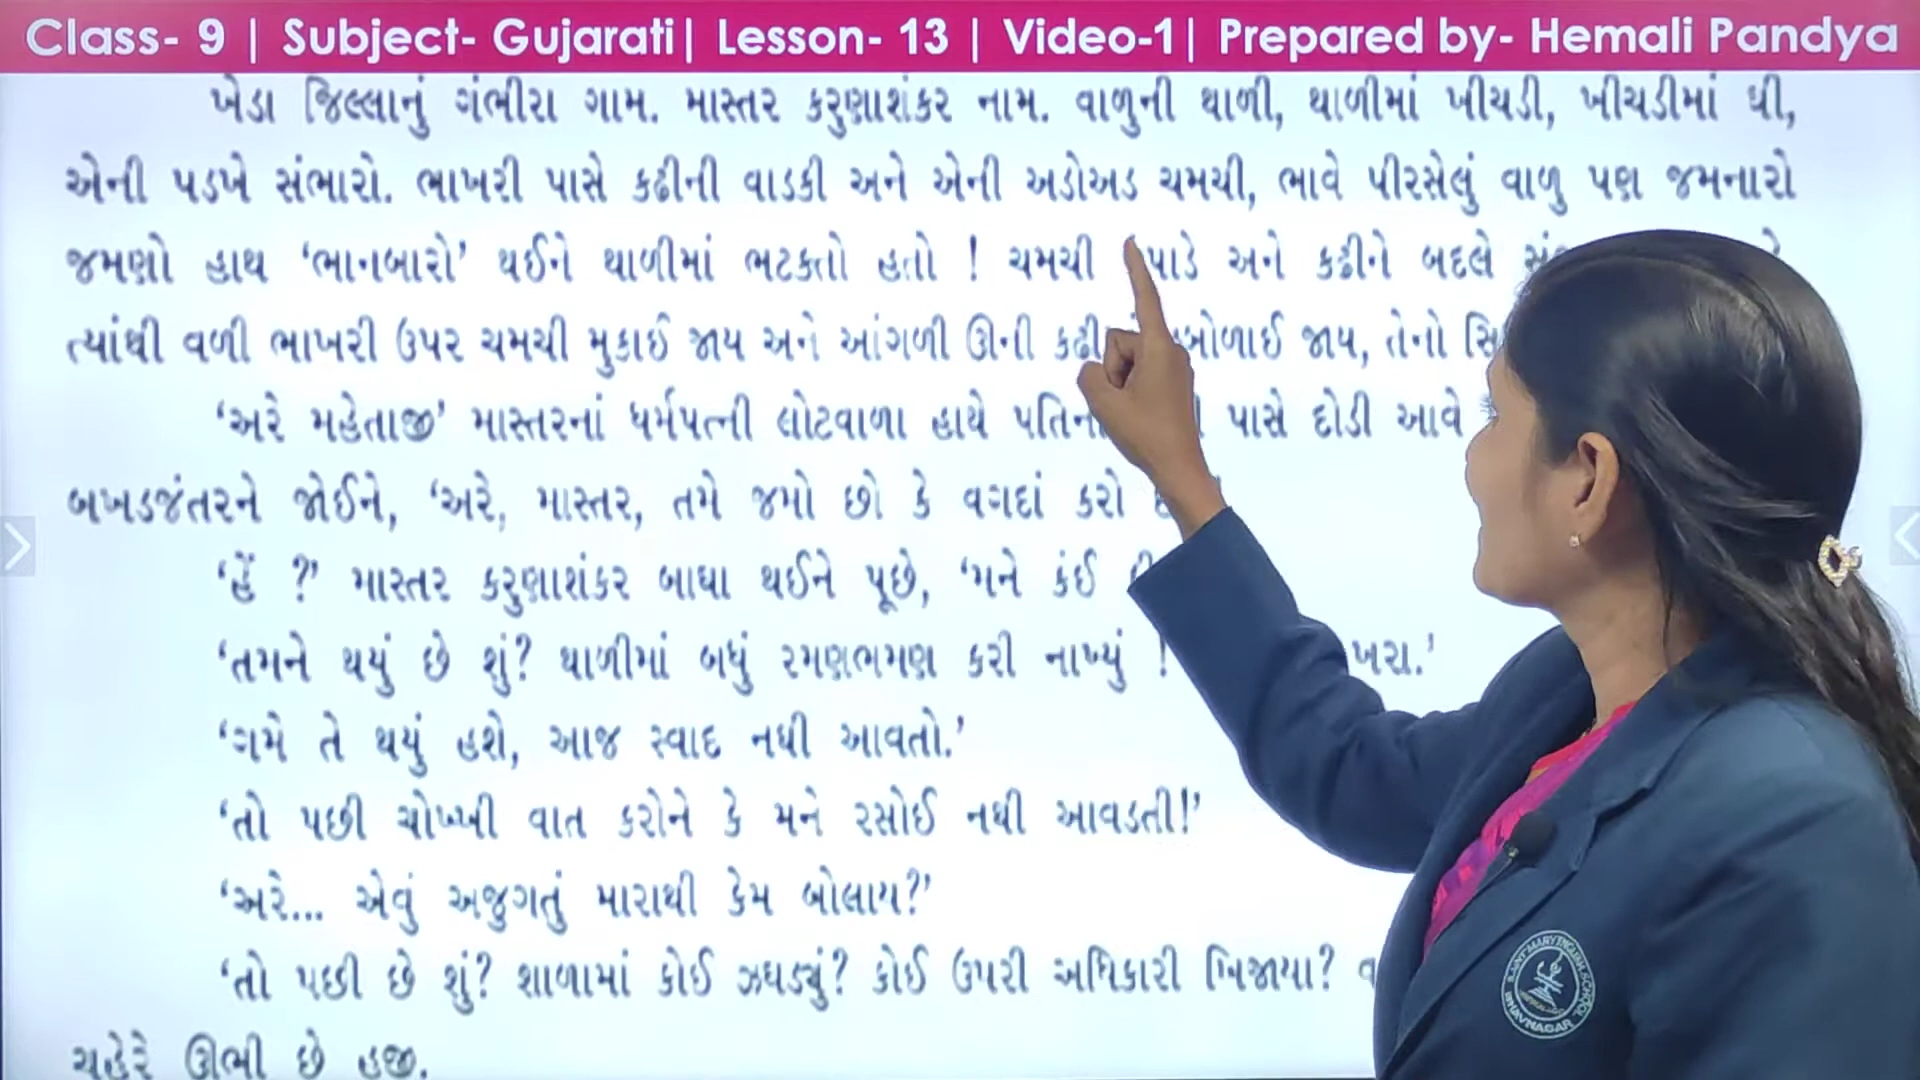 Class- 9 | Subject- Gujarati| Lesson- 13 | Video-1| Prepared by- Hemali Pandya
ખેડા જિલ્લાનું ગંભીરા ગામ. માસ્તર કરુણાશંકર નામ. વાળુની થાળી, થાળીમાં ખીચડી, ખીચડીમાં ઘી,
એની પડખે સંભારો. ભાખરી પાસે કઢીની વાડકી અને એની અડોઅડ ચમચી, ભાવે પીરસેલું વાળુ પણ જમનારો
જમણો હાથ ‘ભાનબારો’ થઈને થાળીમાં ભટકતો હતો ! ચમચી અને કઢીને બદલે
ત્યાંથી વળી ભાખરી ઉપર ચમચી મુકાઈ જાય અને આંગળી ઊની જાય, તેનો
‘અરે મહેતાજી’ માસ્તરનાં ધર્મપત્ની લોટવાળા હાથે પાસે દોડી આવે
બખડજંતરને જોઈને, ‘અરે, માસ્તર, તમે જમો છો કે વગદાં કરો
‘હેં ?’ માસ્તર કરુણાશંકર બાઘા થઈને પૂછે, ‘મને કંઈ
‘તમને થયું છે શું? થાળીમાં બધું રમણભમણ કરી નાખ્યું ! ખરા.’
‘ગમે તે થયું હશે, આજ સ્વાદ નથી આવતો.’
‘તો પછી ચોખ્ખી વાત કરોને કે મને રસોઈ નથી આવડતી!’
‘અરે... એવું અજુગતું મારાથી કેમ બોલાય?’
‘તો પછી છે શું? શાળામાં કોઈ ઝઘડ્યું? કોઈ ઉપરી અધિકારી ખિજાયા?
ચહેરે ઊભી છે હજી.
BHAVNAGAR